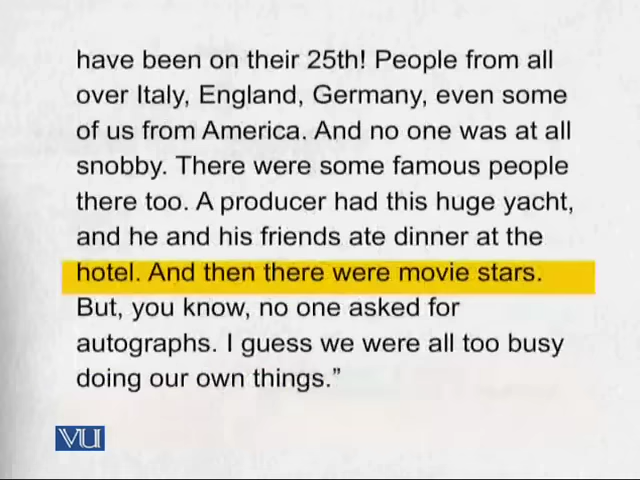 have been on their 25th! People from all
over Italy, England, Germany, even some
of us from America. And no one was at all
snobby. There were some famous people
there too. A producer had this huge yacht,
and he and his friends ate dinner at the
hotel. And then there were movie stars.
But, you know, no one asked for
autographs. I guess we were all too busy
doing our own things.”
VU